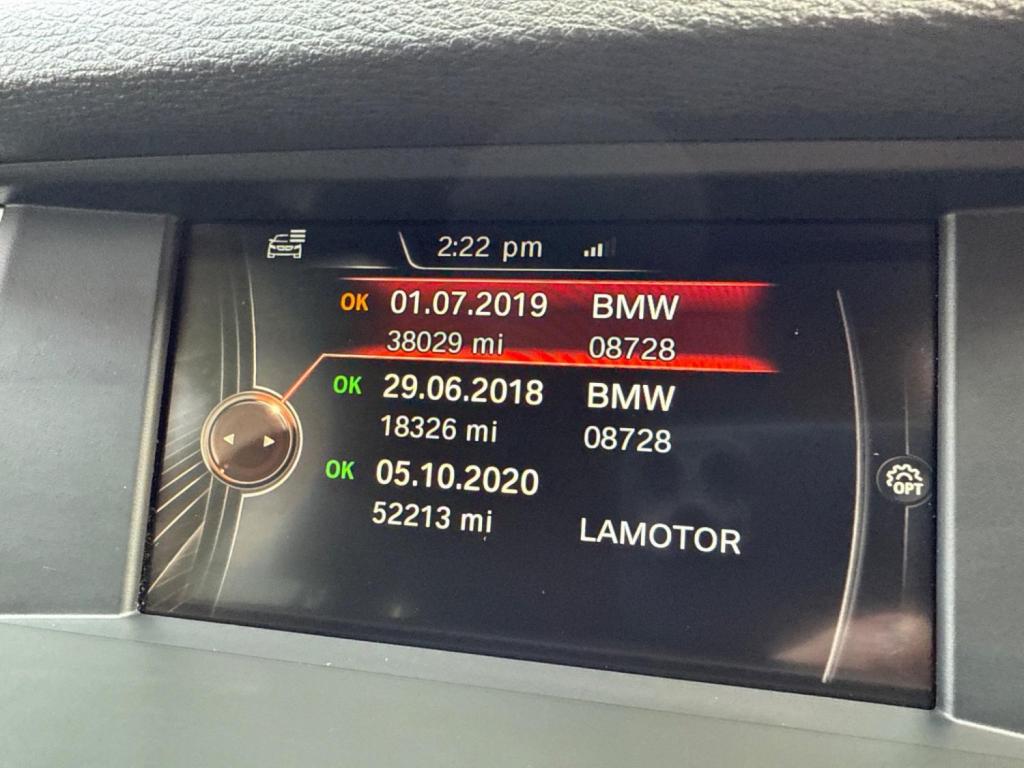 2:22 pm
OK 01.07.2019 BMW
38029 mi 08728
OK 29.06.2018 BMW
18326 mi 08728
OK 05.10.2020
52213 mi LAMOTOR
OPT